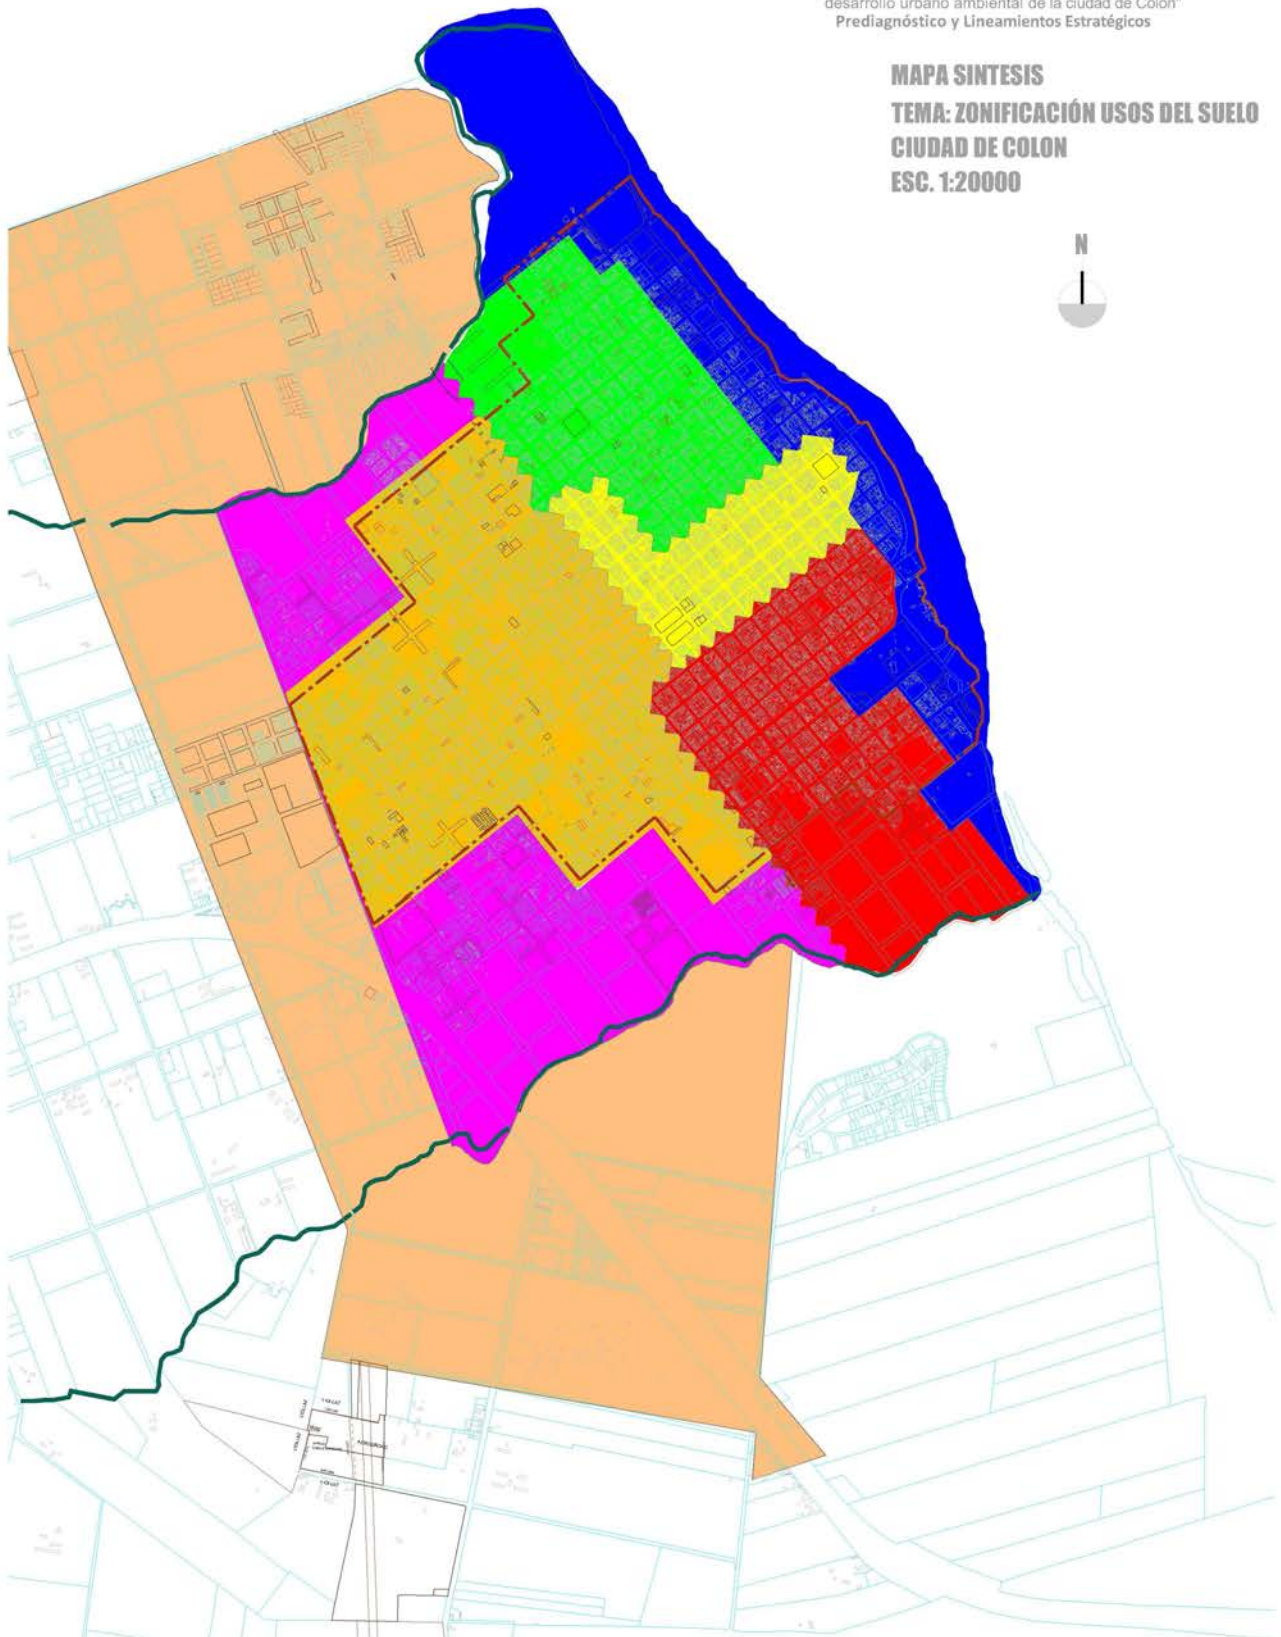 desarrollo urbano ambiental de la ciudad de Colón"
Prediagnóstico y Lineamientos Estratégicos
MAPA SINTESIS
TEMA: ZONIFICACIÓN USOS DEL SUELO
CIUDAD DE COLON
ESC. 1:20000
N